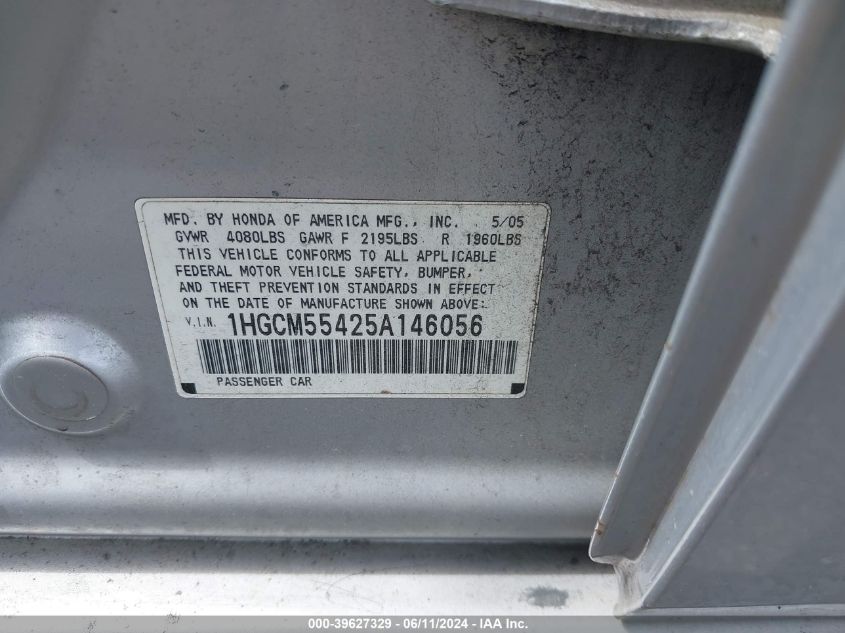 MFD. BY HONDA OF AMERICA MFG., INC. 5/05
GVWR 4080LBS GAWR F 2195LBS R 1960LBS
THIS VEHICLE CONFORMS TO ALL APPLICABLE
FEDERAL MOTOR VEHICLE SAFETY, BUMPER,
AND THEFT PREVENTION STANDARDS IN EFFECT
ON THE DATE OF MANUFACTURE SHOWN ABOVE:
V.I.N. 1HGCM55425A146056
PASSENGER CAR
000-39627329 - 06/11/2024 - IAA Inc.